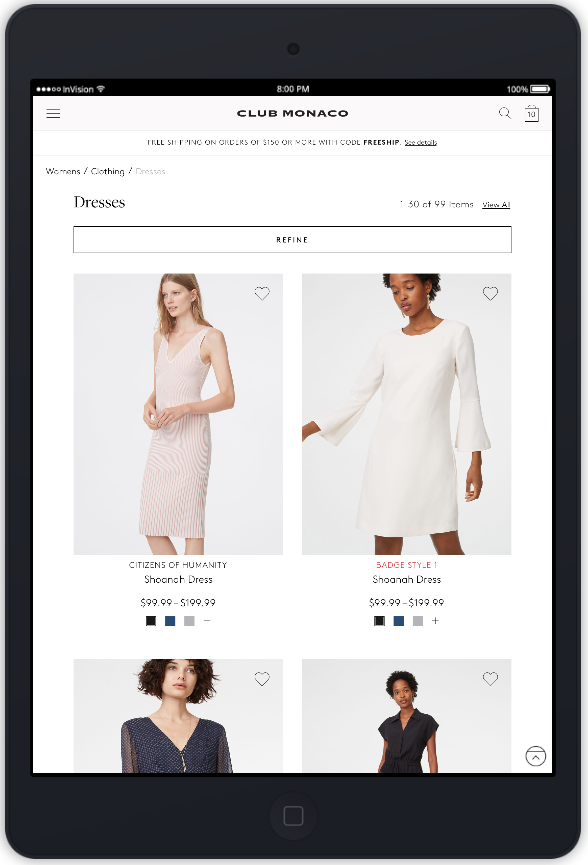 InVision
8:00 PM
100%
CLUB MONACO
10
FREE SHIPPING ON ORDERS OF $150 OR MORE WITH CODE FREESHIP. See details
Womens / Clothing / Dresses
Dresses
1-30 of 99 Items View All
REFINE
CITIZENS OF HUMANITY
Shoanah Dress
$99.99–$199.99
BADGE STYLE 1
Shoanah Dress
$99.99–$199.99